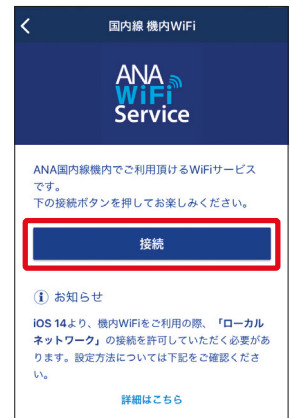 国内線 機内WiFi
ANA
WiFi
Service
ANA国内線機内でご利用頂けるWiFiサービス
です。
下の接続ボタンを押してお楽しみください。
接続
お知らせ
iOS 14より、機内WiFiをご利用の際、「ローカル
ネットワーク」の接続を許可していただく必要があ
ります。設定方法については下記をご確認くださ
い。
詳細はこちら